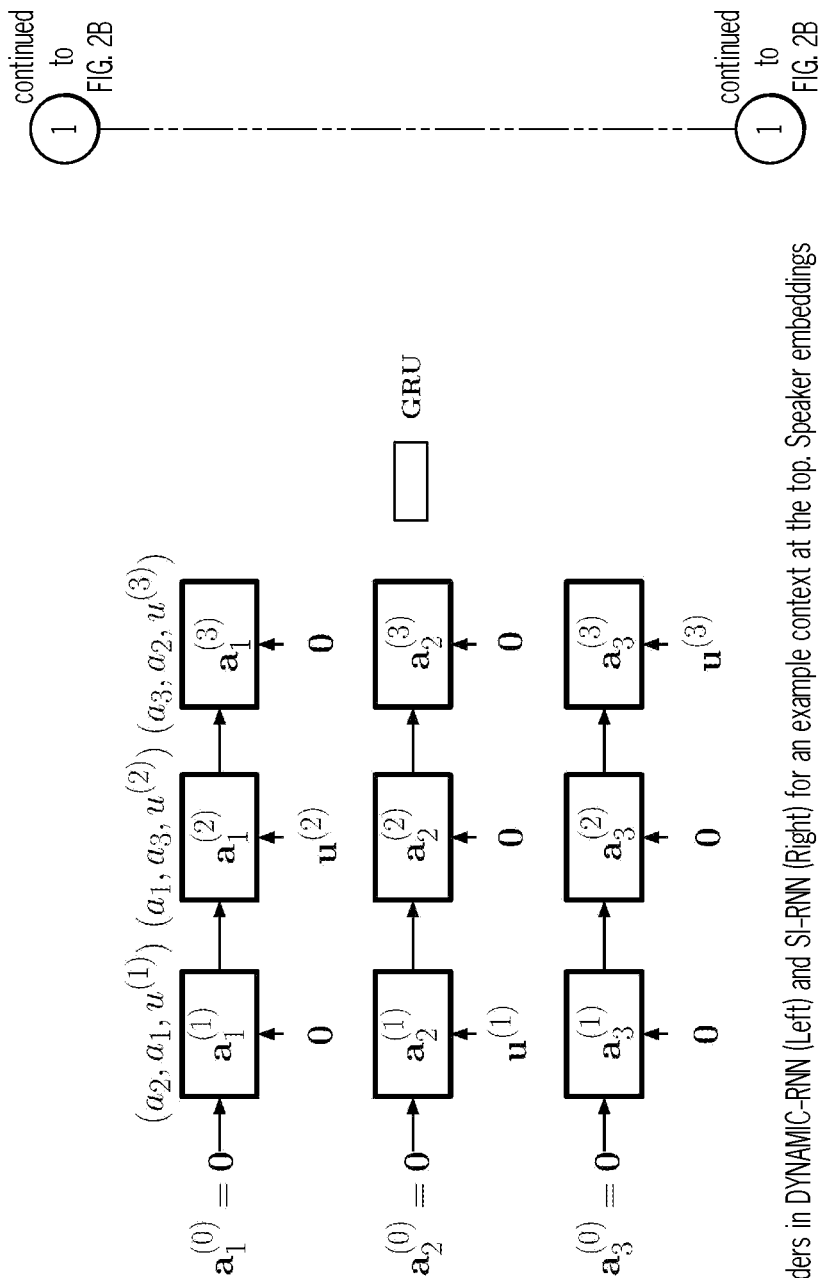 continued
to
FIG. 2B
1
(a₂, a₁, u⁽¹⁾) (a₁, a₃, u⁽²⁾) (a₃, a₂, u⁽³⁾)
a₁⁽⁰⁾ = 0
a₁⁽¹⁾
a₁⁽²⁾
a₁⁽³⁾
0
u⁽²⁾
0
a₂⁽⁰⁾ = 0
a₂⁽¹⁾
a₂⁽²⁾
a₂⁽³⁾
GRU
u⁽¹⁾
0
0
a₃⁽⁰⁾ = 0
a₃⁽¹⁾
a₃⁽²⁾
a₃⁽³⁾
0
0
u⁽³⁾
continued
to
FIG. 2B
1
ders in DYNAMIC-RNN (Left) and SI-RNN (Right) for an example context at the top. Speaker embeddings